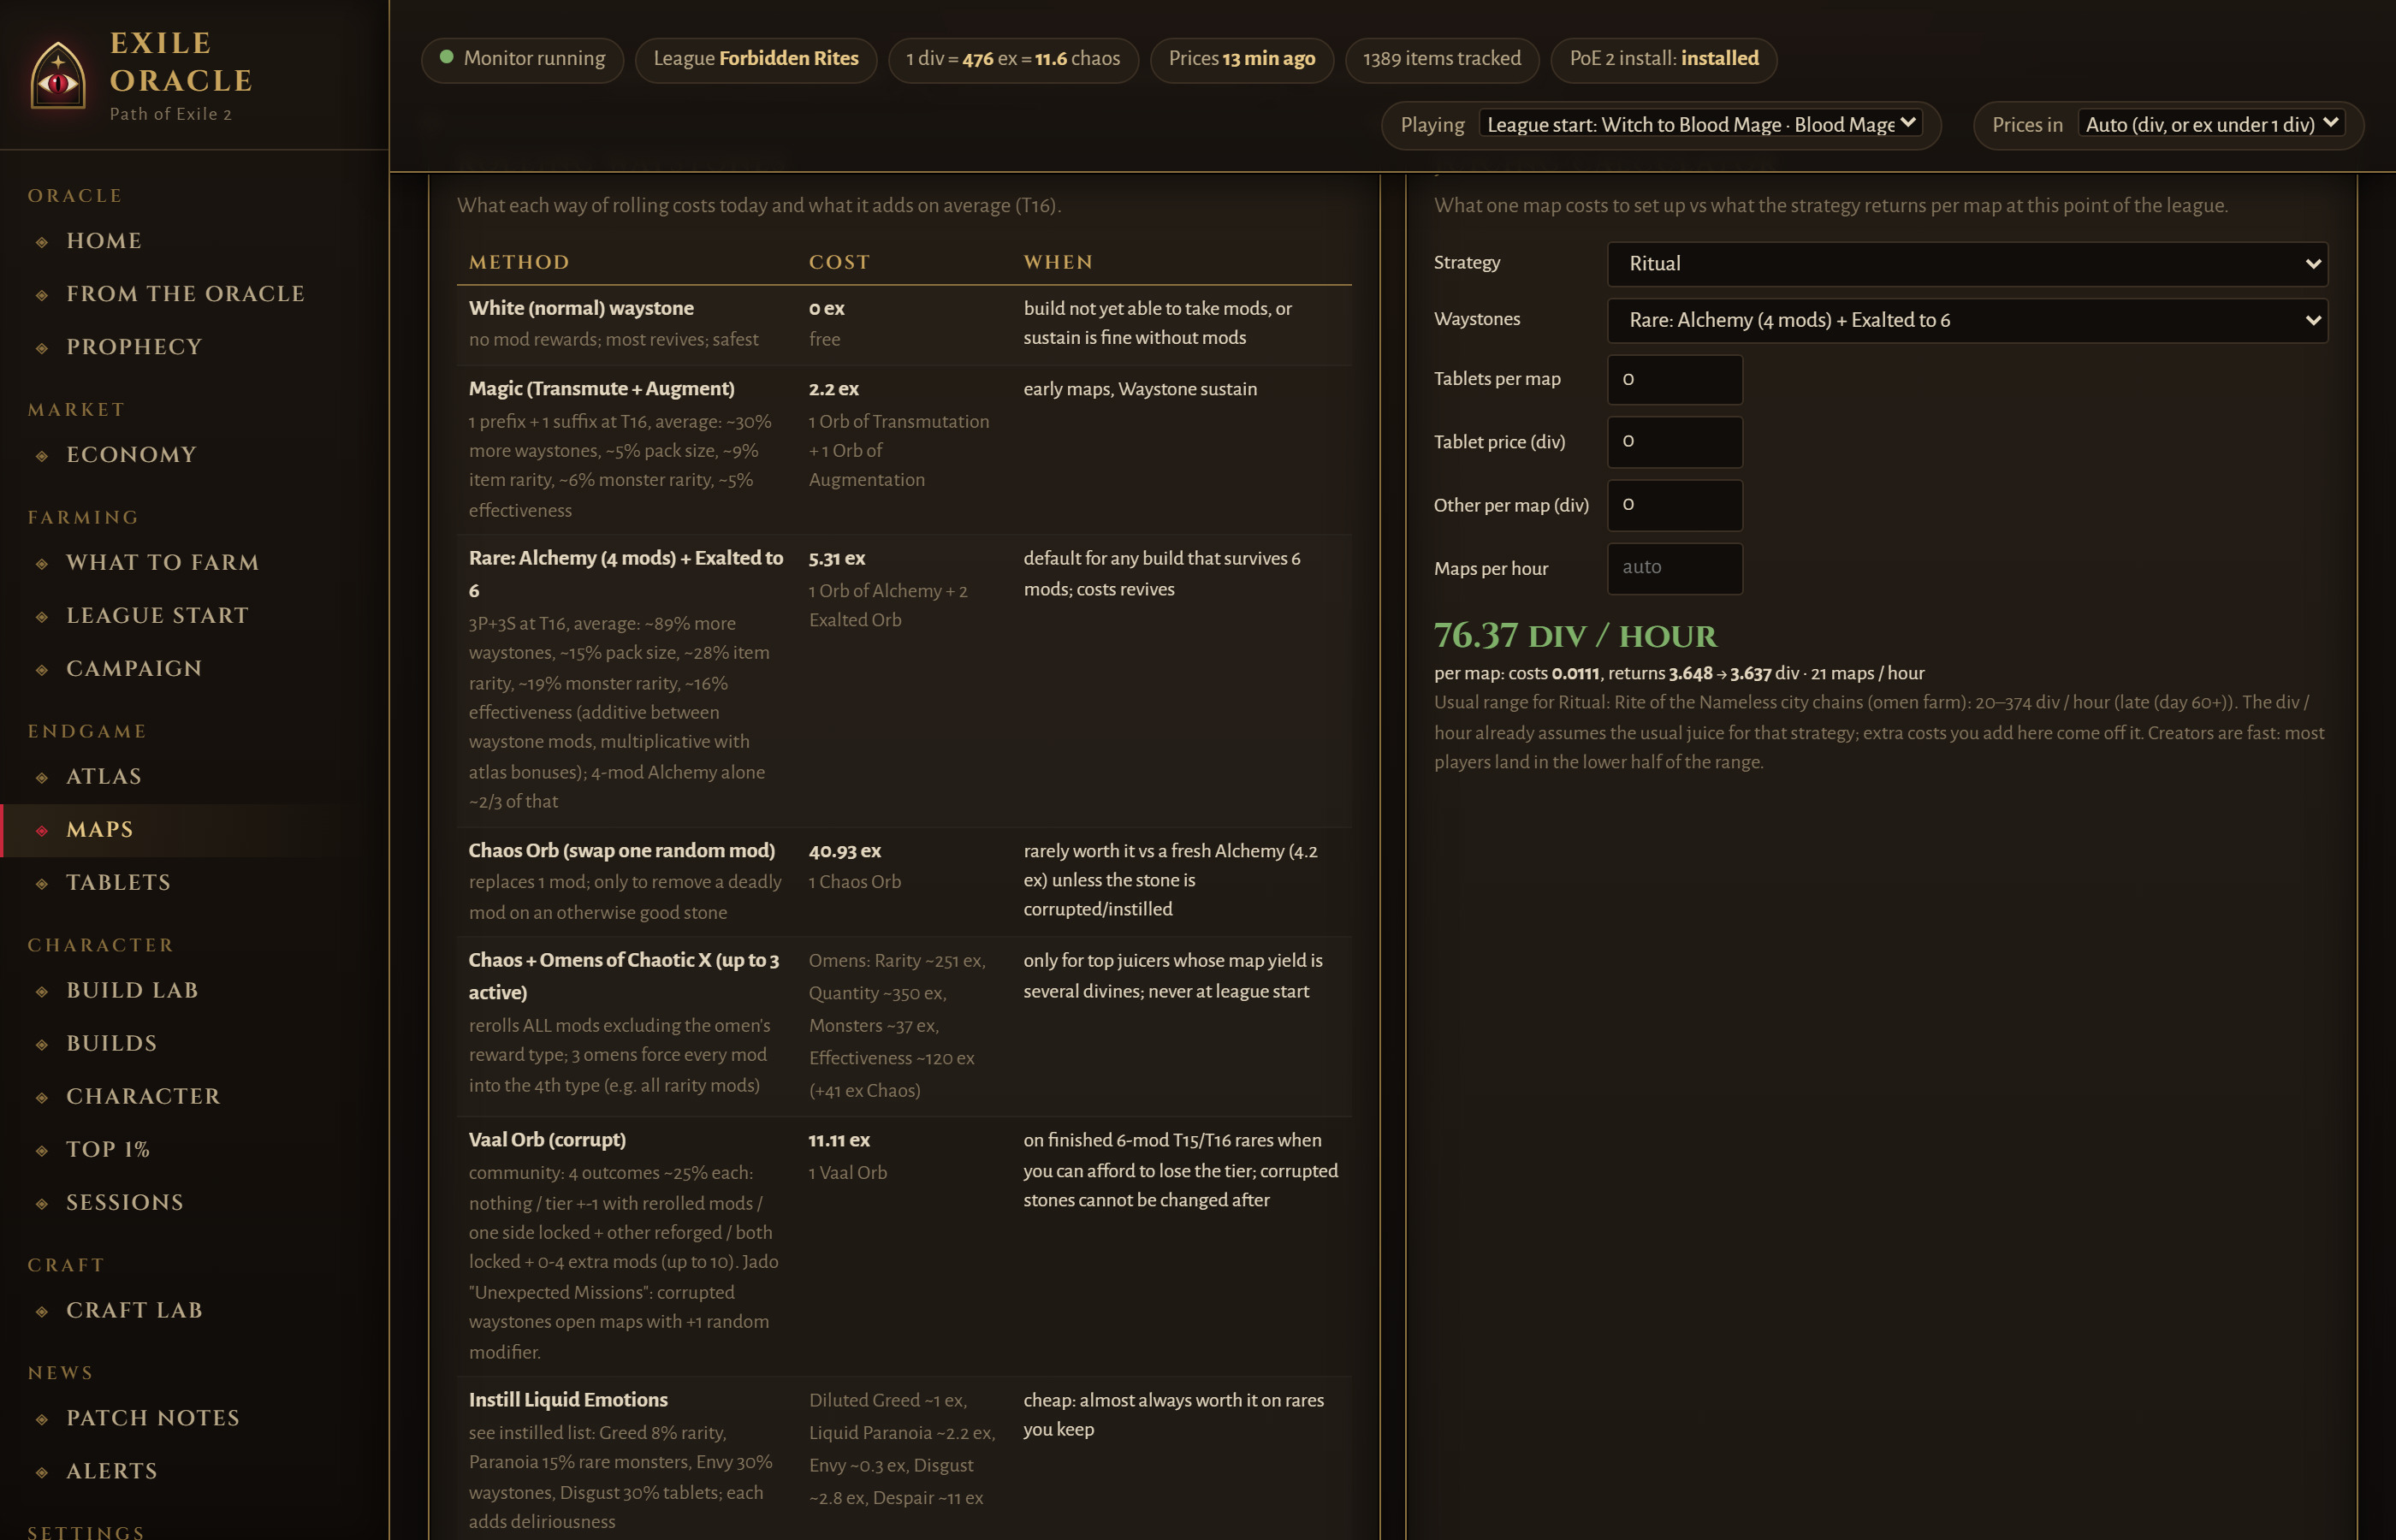 EXILE
ORACLE
Path of Exile 2
Monitor running
League Forbidden Rites
1 div = 476 ex = 11.6 chaos
Prices 13 min ago
1389 items tracked
PoE 2 install: installed
Playing
League start: Witch to Blood Mage · Blood Mage
Prices in
Auto (div, or ex under 1 div)
ORACLE
HOME
FROM THE ORACLE
PROPHECY
MARKET
ECONOMY
FARMING
WHAT TO FARM
LEAGUE START
CAMPAIGN
ENDGAME
ATLAS
MAPS
TABLETS
CHARACTER
BUILD LAB
BUILDS
CHARACTER
TOP 1%
SESSIONS
CRAFT
CRAFT LAB
NEWS
PATCH NOTES
ALERTS
SETTINGS
What each way of rolling costs today and what it adds on average (T16).
METHOD
COST
WHEN
White (normal) waystone
no mod rewards; most revives; safest
0 ex
free
build not yet able to take mods, or
sustain is fine without mods
Magic (Transmute + Augment)
1 prefix + 1 suffix at T16, average: ~30%
more waystones, ~5% pack size, ~9%
item rarity, ~6% monster rarity, ~5%
effectiveness
2.2 ex
1 Orb of Transmutation
+ 1 Orb of
Augmentation
early maps, Waystone sustain
Rare: Alchemy (4 mods) + Exalted to
6
3P+3S at T16, average: ~89% more
waystones, ~15% pack size, ~28% item
rarity, ~19% monster rarity, ~16%
effectiveness (additive between
waystone mods, multiplicative with
atlas bonuses); 4-mod Alchemy alone
~2/3 of that
5.31 ex
1 Orb of Alchemy + 2
Exalted Orb
default for any build that survives 6
mods; costs revives
Chaos Orb (swap one random mod)
replaces 1 mod; only to remove a deadly
mod on an otherwise good stone
40.93 ex
1 Chaos Orb
rarely worth it vs a fresh Alchemy (4.2
ex) unless the stone is
corrupted/instilled
Chaos + Omens of Chaotic X (up to 3
active)
rerolls ALL mods excluding the omen's
reward type; 3 omens force every mod
into the 4th type (e.g. all rarity mods)
Omens: Rarity ~251 ex,
Quantity ~350 ex,
Monsters ~37 ex,
Effectiveness ~120 ex
(+41 ex Chaos)
only for top juicers whose map yield is
several divines; never at league start
Vaal Orb (corrupt)
community: 4 outcomes ~25% each:
nothing / tier +-1 with rerolled mods /
one side locked + other reforged / both
locked + 0-4 extra mods (up to 10). Jado
"Unexpected Missions": corrupted
waystones open maps with +1 random
modifier.
11.11 ex
1 Vaal Orb
on finished 6-mod T15/T16 rares when
you can afford to lose the tier; corrupted
stones cannot be changed after
Instill Liquid Emotions
see instilled list: Greed 8% rarity,
Paranoia 15% rare monsters, Envy 30%
waystones, Disgust 30% tablets; each
adds deliriousness
Diluted Greed ~1 ex,
Liquid Paranoia ~2.2 ex,
Envy ~0.3 ex, Disgust
~2.8 ex, Despair ~11 ex
cheap: almost always worth it on rares
you keep
What one map costs to set up vs what the strategy returns per map at this point of the league.
Strategy
Ritual
Waystones
Rare: Alchemy (4 mods) + Exalted to 6
Tablets per map
0
Tablet price (div)
0
Other per map (div)
0
Maps per hour
auto
76.37 DIV / HOUR
per map: costs 0.0111, returns 3.648 → 3.637 div · 21 maps / hour
Usual range for Ritual: Rite of the Nameless city chains (omen farm): 20–374 div / hour (late (day 60+)). The div /
hour already assumes the usual juice for that strategy; extra costs you add here come off it. Creators are fast: most
players land in the lower half of the range.